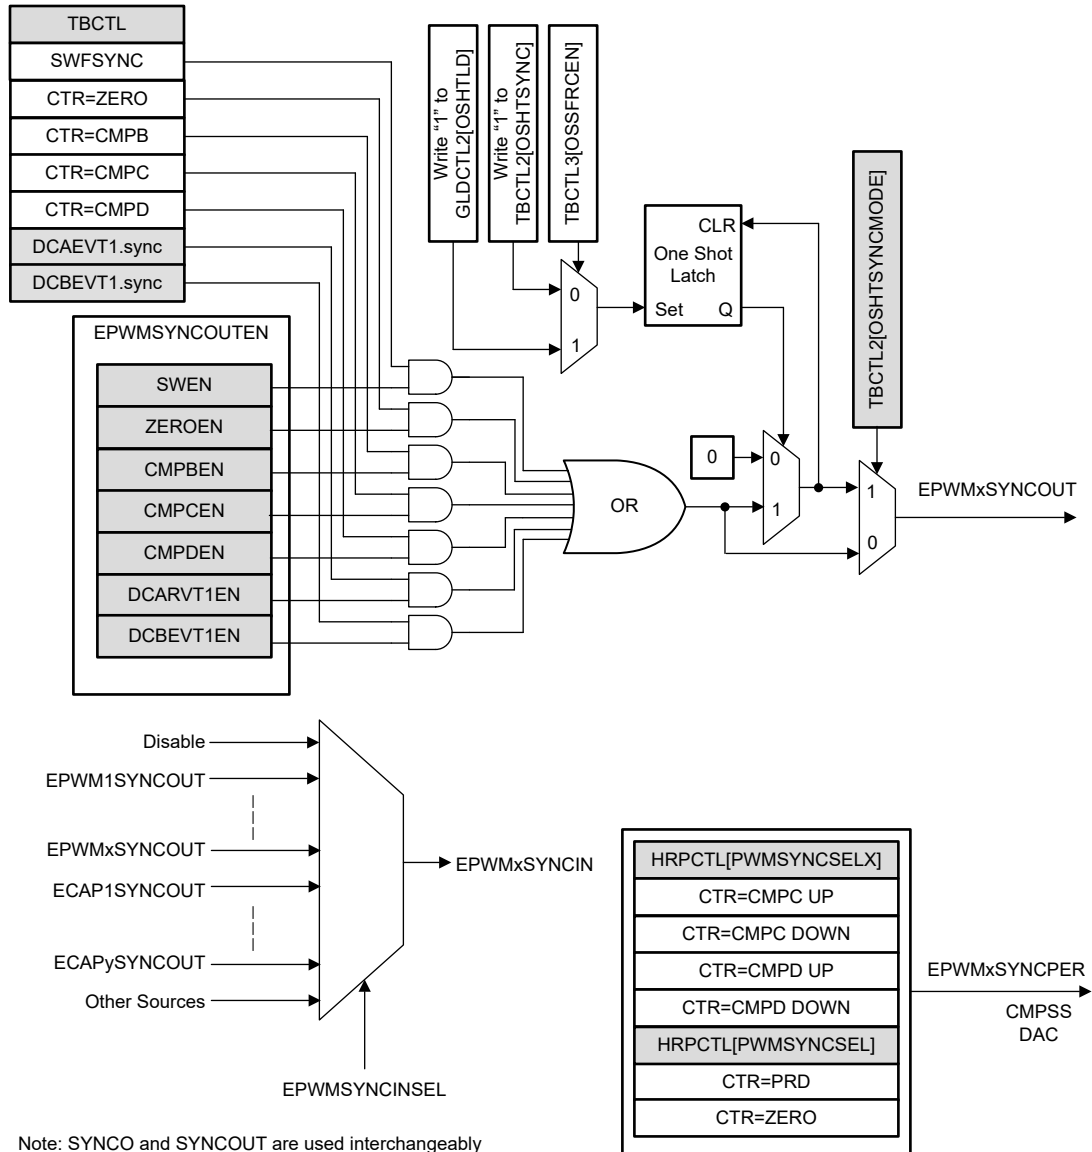 TBCTL
SWFSYNC
CTR=ZERO
CTR=CMPB
CTR=CMPC
CTR=CMPD
DCAEVT1.sync
DCBEVT1.sync
EPWMSYNCOUTEN
SWEN
ZEROEN
CMPBEN
CMPCEN
CMPDEN
DCARVT1EN
DCBEVT1EN
Write “1” to
GLDCTL2[OSHTLD]
Write “1” to
TBCTL2[OSHTSYNC]
TBCTL3[OSSFRCEN]
0
1
CLR
One Shot
Latch
Set
Q
TBCTL2[OSHTSYNCMODE]
OR
0
0
1
1
0
EPWMxSYNCOUT
Disable
EPWM1SYNCOUT
EPWMxSYNCOUT
ECAP1SYNCOUT
ECAPySYNCOUT
Other Sources
EPWMxSYNCIN
EPWMSYNCINSEL
HRPCTL[PWMSYNCSELX]
CTR=CMPC UP
CTR=CMPC DOWN
CTR=CMPD UP
CTR=CMPD DOWN
HRPCTL[PWMSYNCSEL]
CTR=PRD
CTR=ZERO
EPWMxSYNCPER
CMPSS
DAC
Note: SYNCO and SYNCOUT are used interchangeably